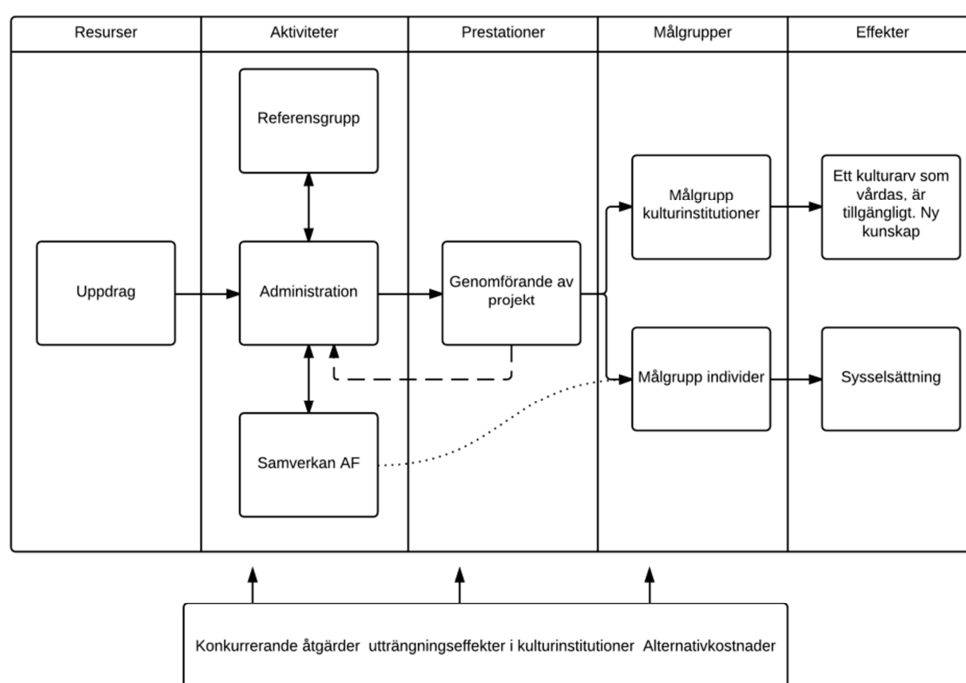 Resurser
Aktiviteter
Prestationer
Målgrupper
Effekter
Referensgrupp
Målgrupp
kulturinstitutioner
Ett kulturarv som
vårdas, är
tillgängligt. Ny
kunskap
Uppdrag
Administration
Genomförande av
projekt
Målgrupp individer
Sysselsättning
Samverkan AF
Konkurrerande åtgärder utträngningseffekter i kulturinstitutioner Alternativkostnader